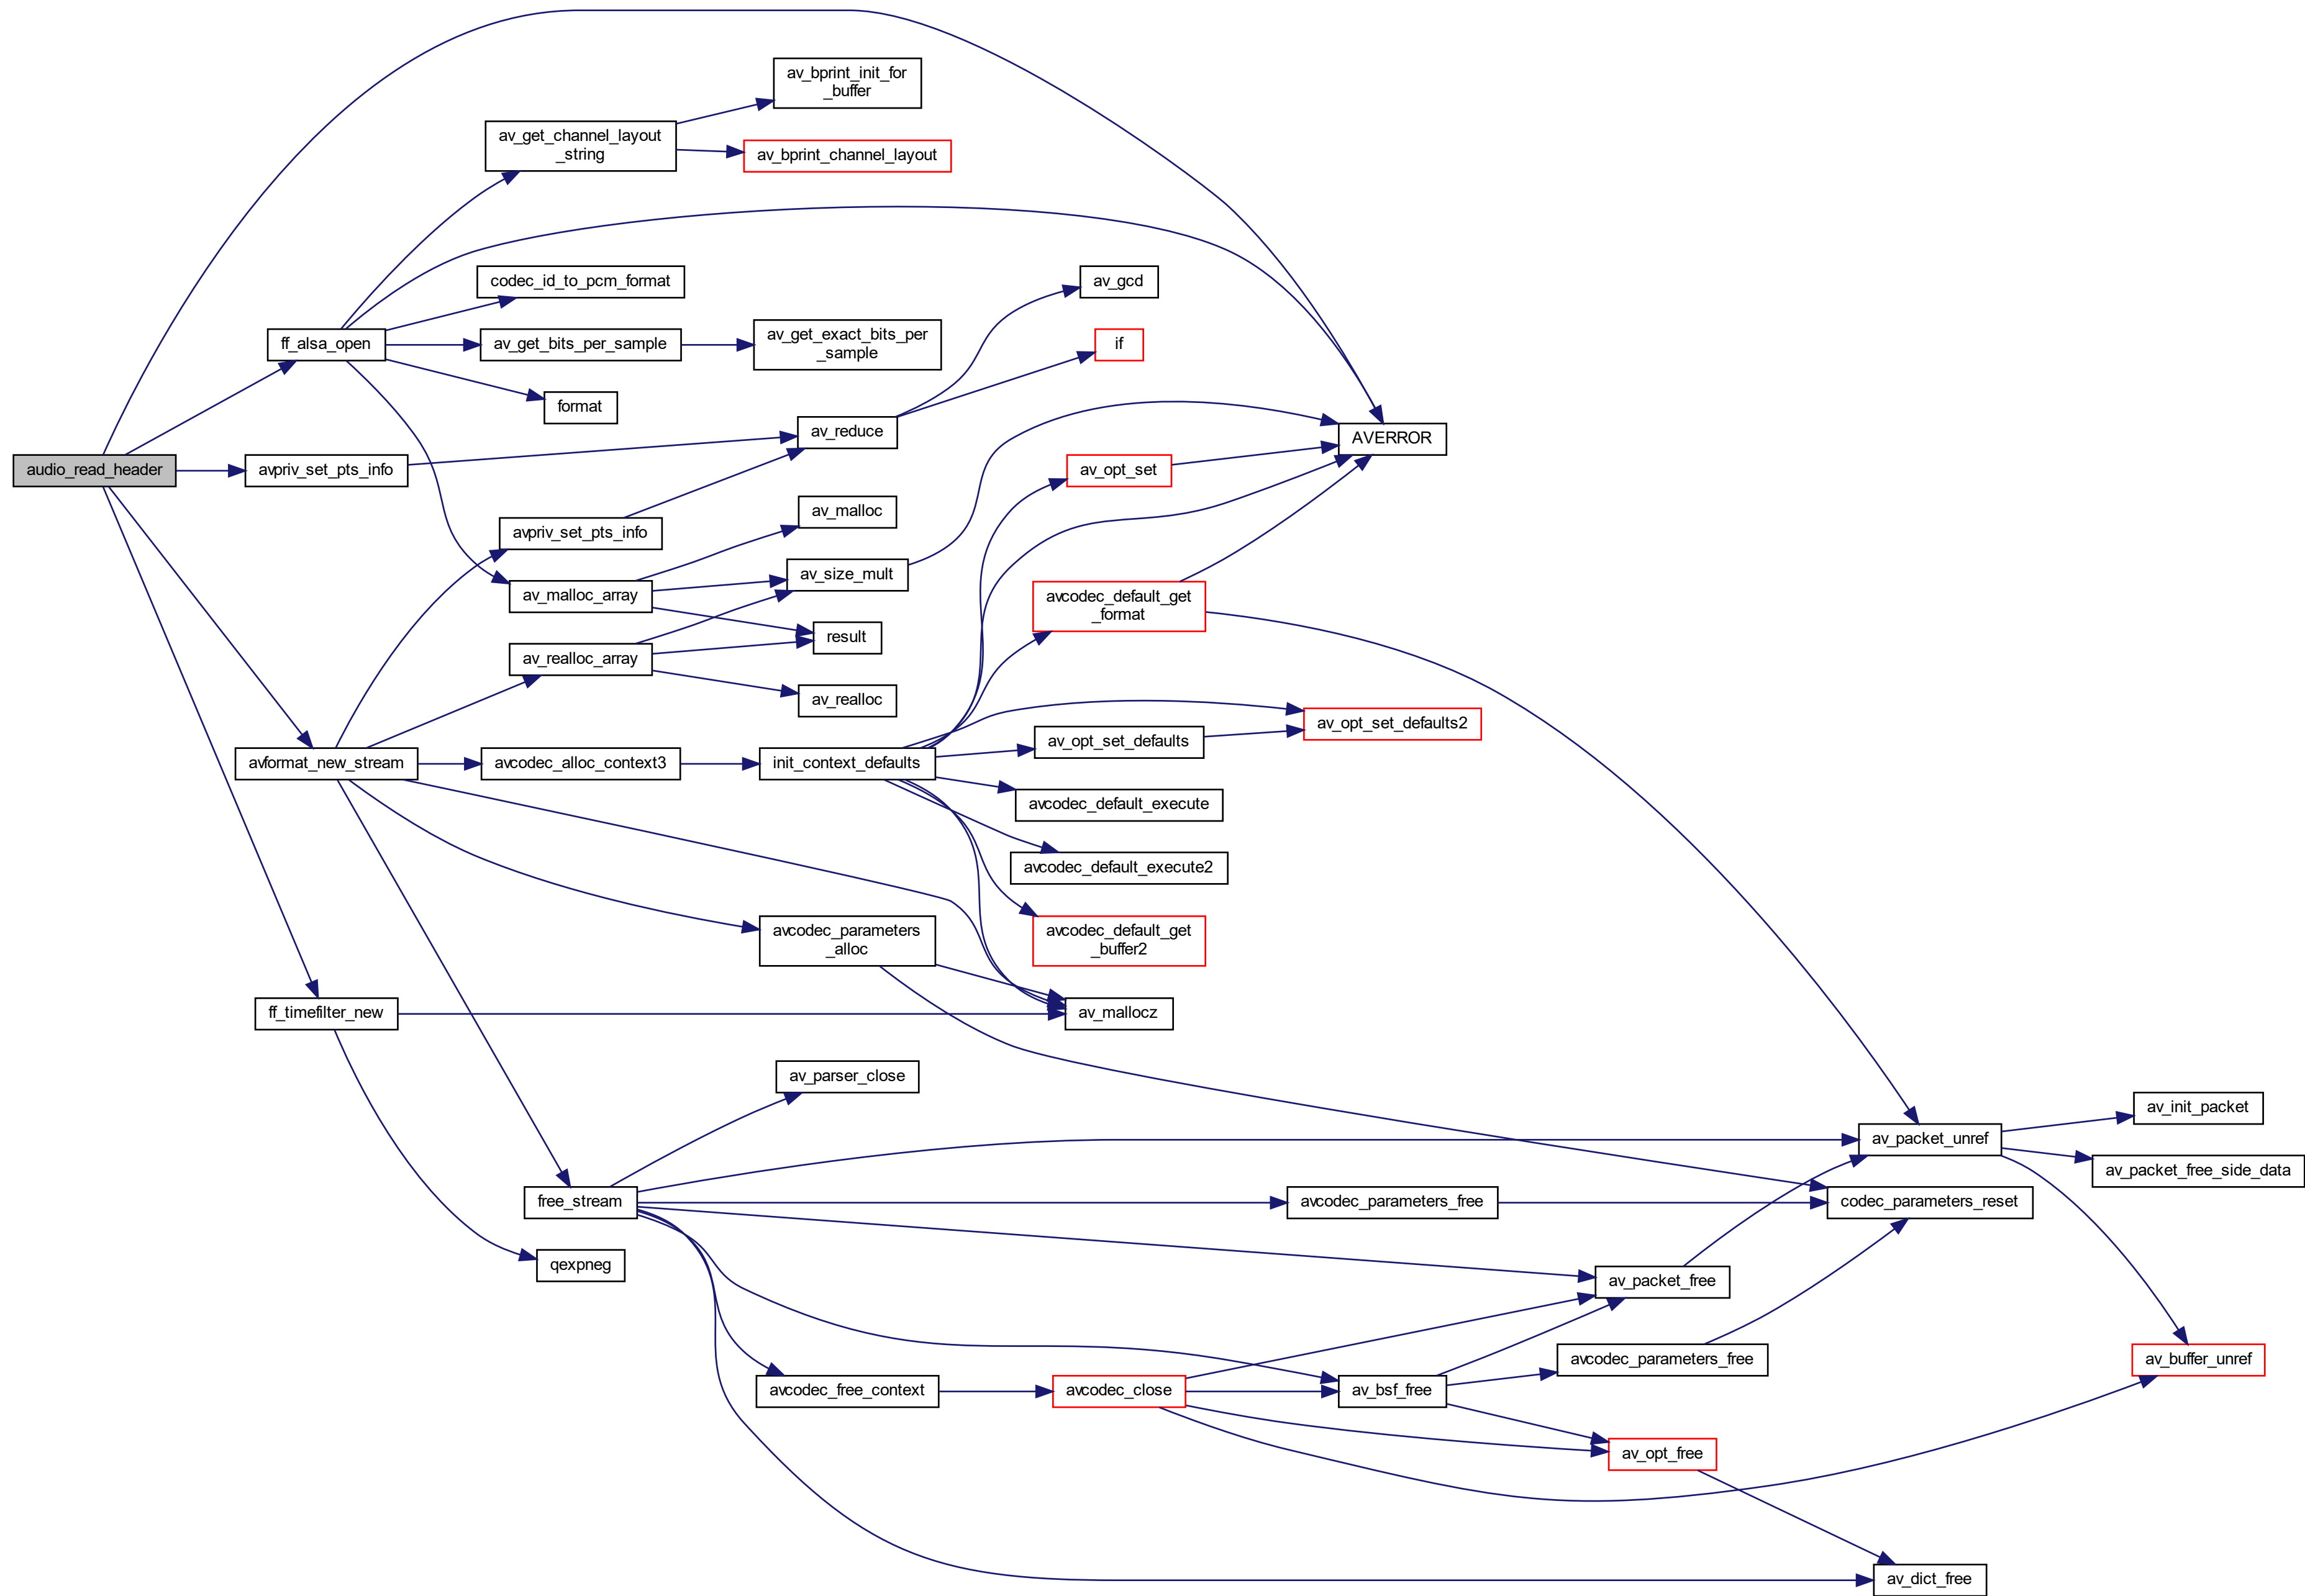 av_bprint_init_for
_buffer
av_get_channel_layout
_string
av_bprint_channel_layout
codec_id_to_pcm_format
av_gcd
ff_alsa_open
av_get_bits_per_sample
av_get_exact_bits_per
_sample
if
format
av_reduce
AVERROR
audio_read_header
avpriv_set_pts_info
av_opt_set
av_malloc
avpriv_set_pts_info
av_size_mult
av_malloc_array
avcodec_default_get
_format
result
av_realloc_array
av_realloc
av_opt_set_defaults2
av_opt_set_defaults
avformat_new_stream
avcodec_alloc_context3
init_context_defaults
avcodec_default_execute
avcodec_default_execute2
avcodec_parameters
_alloc
avcodec_default_get
_buffer2
ff_timefilter_new
av_mallocz
av_parser_close
av_init_packet
av_packet_unref
av_packet_free_side_data
free_stream
avcodec_parameters_free
codec_parameters_reset
qexpneg
av_packet_free
avcodec_parameters_free
av_buffer_unref
avcodec_free_context
avcodec_close
av_bsf_free
av_opt_free
av_dict_free